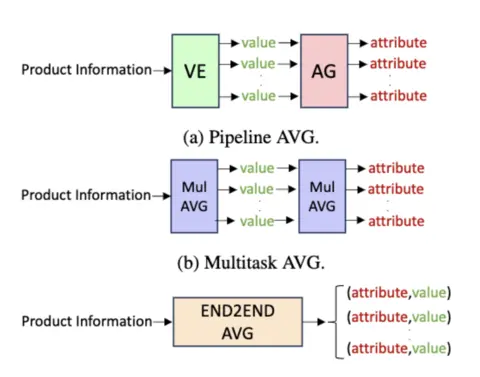 Product Information
VE
value
value
value
AG
attribute
attribute
attribute
(a) Pipeline AVG.
Product Information
Mul
AVG
value
value
value
Mul
AVG
attribute
attribute
attribute
(b) Multitask AVG.
Product Information
END2END
AVG
(attribute,value)
(attribute,value)
(attribute,value)